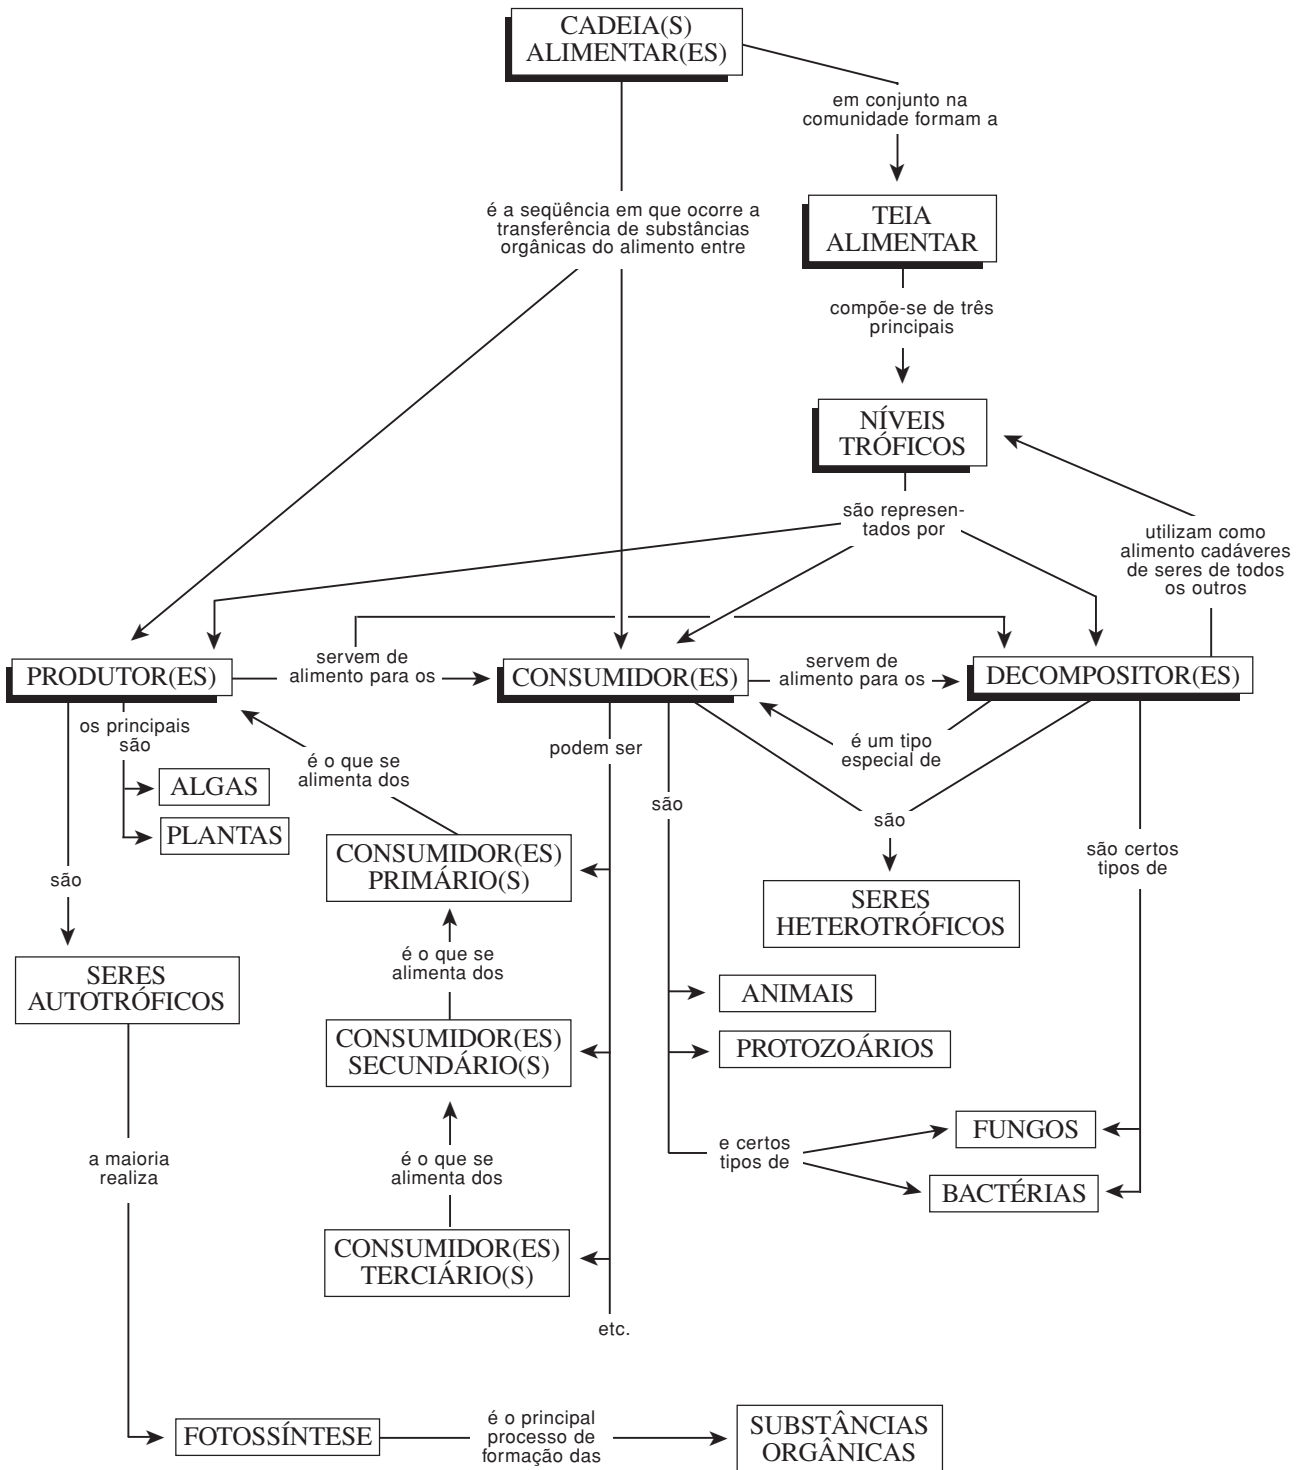 CADEIA(S)
ALIMENTAR(ES)
em conjunto na
comunidade formam a
é a seqüência em que ocorre a
transferência de substâncias
orgânicas do alimento entre
TEIA
ALIMENTAR
compõe-se de três
principais
NÍVEIS
TRÓFICOS
são represen-
tados por
utilizam como
alimento cadáveres
de seres de todos
os outros
PRODUTOR(ES)
servem de
alimento para os
CONSUMIDOR(ES)
servem de
alimento para os
DECOMPOSITOR(ES)
os principais
são
ALGAS
PLANTAS
é o que se
alimenta dos
podem ser
é um tipo
especial de
são
são
são certos
tipos de
são
CONSUMIDOR(ES)
PRIMÁRIO(S)
SERES
HETEROTRÓFICOS
SERES
AUTOTRÓFICOS
é o que se
alimenta dos
ANIMAIS
CONSUMIDOR(ES)
SECUNDÁRIO(S)
PROTOZOÁRIOS
a maioria
realiza
é o que se
alimenta dos
e certos
tipos de
FUNGOS
BACTÉRIAS
CONSUMIDOR(ES)
TERCIÁRIO(S)
etc.
FOTOSSÍNTESE
é o principal
processo de
formação das
SUBSTÂNCIAS
ORGÂNICAS